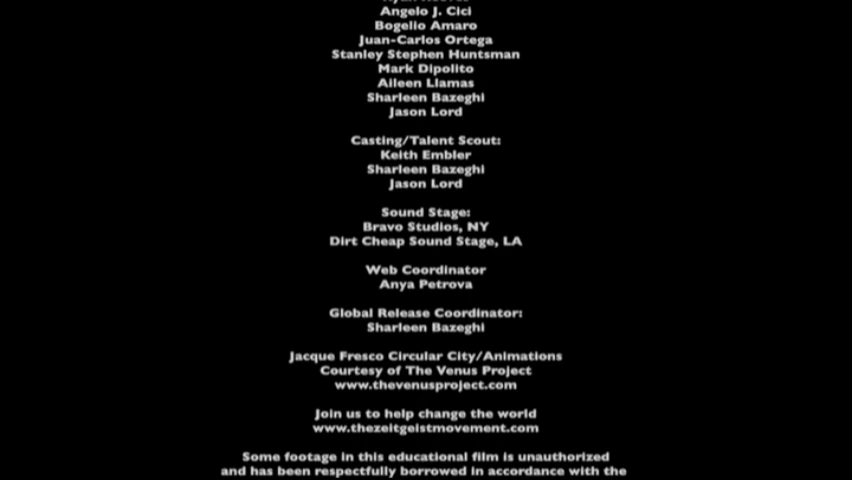 Angelo J. Cici
Bogelio Amaro
Juan-Carlos Ortega
Stanley Stephen Huntsman
Mark Dipolito
Aileen Llamas
Sharleen Bazeghi
Jason Lord
Casting/Talent Scout:
Keith Embler
Sharleen Bazeghi
Jason Lord
Sound Stage:
Bravo Studios, NY
Dirt Cheap Sound Stage, LA
Web Coordinator
Anya Petrova
Global Release Coordinator:
Sharleen Bazeghi
Jacque Fresco Circular City/Animations
Courtesy of The Venus Project
www.thevenusproject.com
Join us to help change the world
www.thezeitgeistmovement.com
Some footage in this educational film is unauthorized
and has been respectfully borrowed in accordance with the